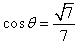 cos θ = √7/7